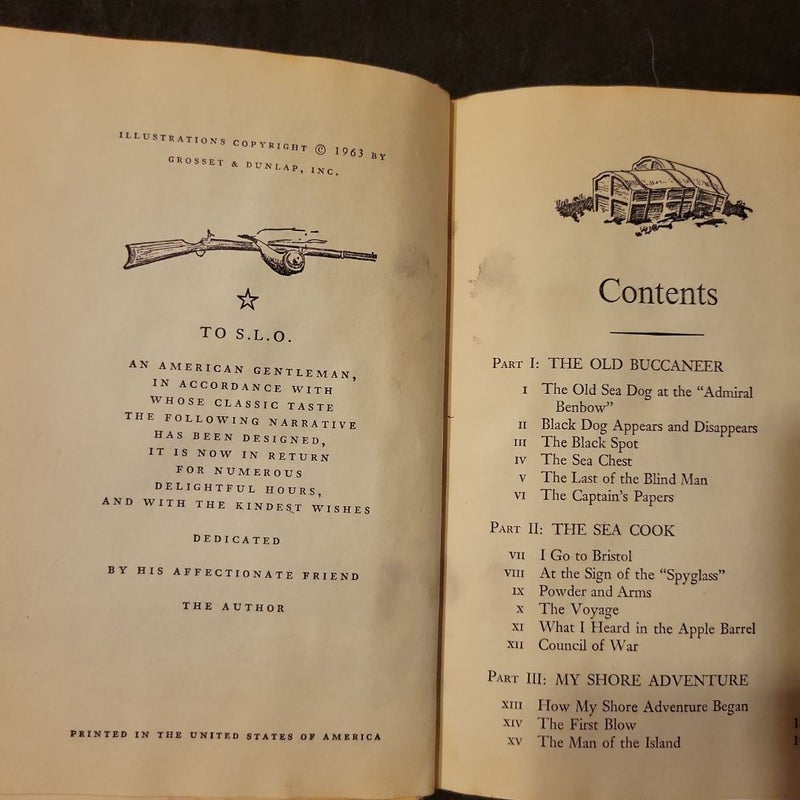 ILLUSTRATIONS COPYRIGHT © 1963 BY
GROSSET & DUNLAP, INC.
TO S.L.O.
AN AMERICAN GENTLEMAN,
IN ACCORDANCE WITH
WHOSE CLASSIC TASTE
THE FOLLOWING NARRATIVE
HAS BEEN DESIGNED,
IT IS NOW IN RETURN
FOR NUMEROUS
DELIGHTFUL HOURS,
AND WITH THE KINDEST WISHES
DEDICATED
BY HIS AFFECTIONATE FRIEND
THE AUTHOR
PRINTED IN THE UNITED STATES OF AMERICA
Contents
PART I: THE OLD BUCCANEER
I The Old Sea Dog at the “Admiral
Benbow”
II Black Dog Appears and Disappears
III The Black Spot
IV The Sea Chest
V The Last of the Blind Man
VI The Captain’s Papers
PART II: THE SEA COOK
VII I Go to Bristol
VIII At the Sign of the “Spyglass”
IX Powder and Arms
X The Voyage
XI What I Heard in the Apple Barrel
XII Council of War
PART III: MY SHORE ADVENTURE
XIII How My Shore Adventure Began
XIV The First Blow
XV The Man of the Island